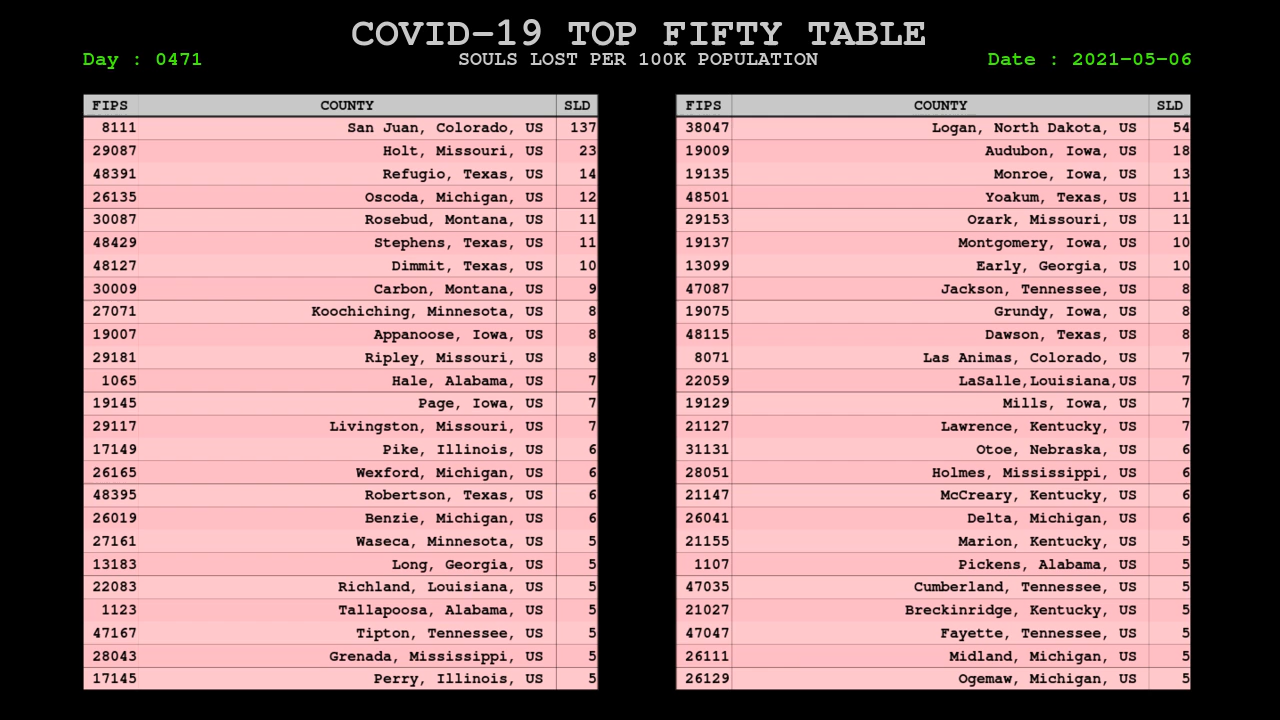 COVID-19 TOP FIFTY TABLE
Day : 0471 SOULS LOST PER 100K POPULATION Date : 2021-05-06
FIPS COUNTY SLD
8111 San Juan, Colorado, US 137
29087 Holt, Missouri, US 23
48391 Refugio, Texas, US 14
26135 Oscoda, Michigan, US 12
30087 Rosebud, Montana, US 11
48429 Stephens, Texas, US 11
48127 Dimmit, Texas, US 10
30009 Carbon, Montana, US 9
27071 Koochiching, Minnesota, US 8
19007 Appanoose, Iowa, US 8
29181 Ripley, Missouri, US 8
1065 Hale, Alabama, US 7
19145 Page, Iowa, US 7
29117 Livingston, Missouri, US 7
17149 Pike, Illinois, US 6
26165 Wexford, Michigan, US 6
48395 Robertson, Texas, US 6
26019 Benzie, Michigan, US 6
27161 Waseca, Minnesota, US 5
13183 Long, Georgia, US 5
22083 Richland, Louisiana, US 5
1123 Tallapoosa, Alabama, US 5
47167 Tipton, Tennessee, US 5
28043 Grenada, Mississippi, US 5
17145 Perry, Illinois, US 5
FIPS COUNTY SLD
38047 Logan, North Dakota, US 54
19009 Audubon, Iowa, US 18
19135 Monroe, Iowa, US 13
48501 Yoakum, Texas, US 11
29153 Ozark, Missouri, US 11
19137 Montgomery, Iowa, US 10
13099 Early, Georgia, US 10
47087 Jackson, Tennessee, US 8
19075 Grundy, Iowa, US 8
48115 Dawson, Texas, US 8
8071 Las Animas, Colorado, US 7
22059 LaSalle,Louisiana,US 7
19129 Mills, Iowa, US 7
21127 Lawrence, Kentucky, US 7
31131 Otoe, Nebraska, US 6
28051 Holmes, Mississippi, US 6
21147 McCreary, Kentucky, US 6
26041 Delta, Michigan, US 6
21155 Marion, Kentucky, US 5
1107 Pickens, Alabama, US 5
47035 Cumberland, Tennessee, US 5
21027 Breckinridge, Kentucky, US 5
47047 Fayette, Tennessee, US 5
26111 Midland, Michigan, US 5
26129 Ogemaw, Michigan, US 5